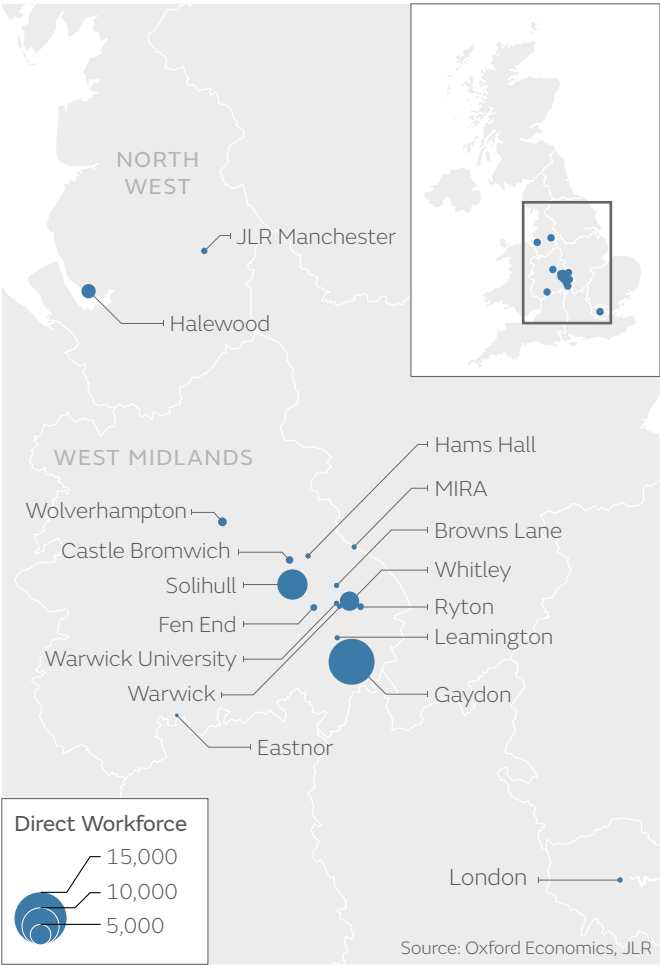 NORTH
WEST
JLR Manchester
Halewood
WEST MIDLANDS
Hams Hall
MIRA
Wolverhampton
Browns Lane
Castle Bromwich
Whitley
Solihull
Ryton
Fen End
Leamington
Warwick University
Warwick
Gaydon
Eastnor
Direct Workforce
15,000
10,000
5,000
London
Source: Oxford Economics, JLR